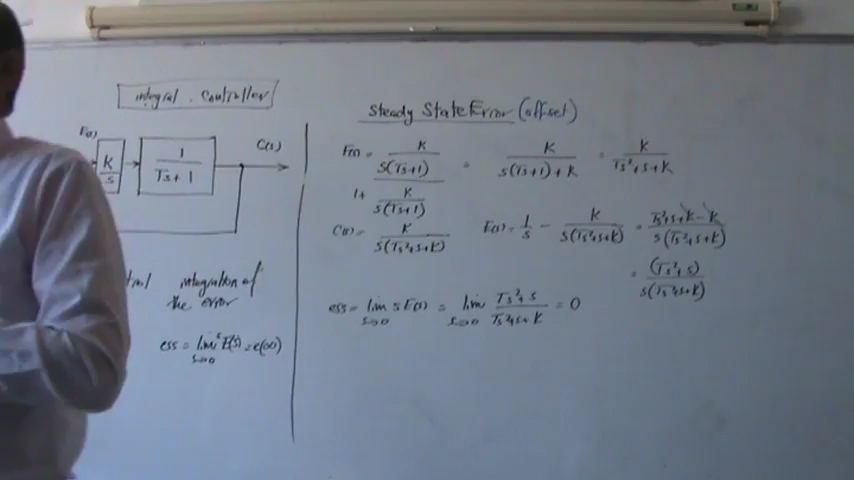 integral . controller
E(s)
K/s
1/(Ts+1)
C(s)
integration of
the error
ess = lim s→0 s E(s) = e(∞)
Steady State Error (offset)
F(s) = (K/(s(Ts+1)))/(1+ K/(s(Ts+1))) = K/(s(Ts+1)+K) = K/(Ts²+s+K)
C(s) = K/(s(Ts²+s+K))
E(s) = 1/s - K/(s(Ts²+s+K)) = (Ts²+s+K-K)/(s(Ts²+s+K))
= (Ts²+s)/(s(Ts²+s+K))
ess = lim s→0 s E(s) = lim s→0 (Ts²+s)/(Ts²+s+K) = 0